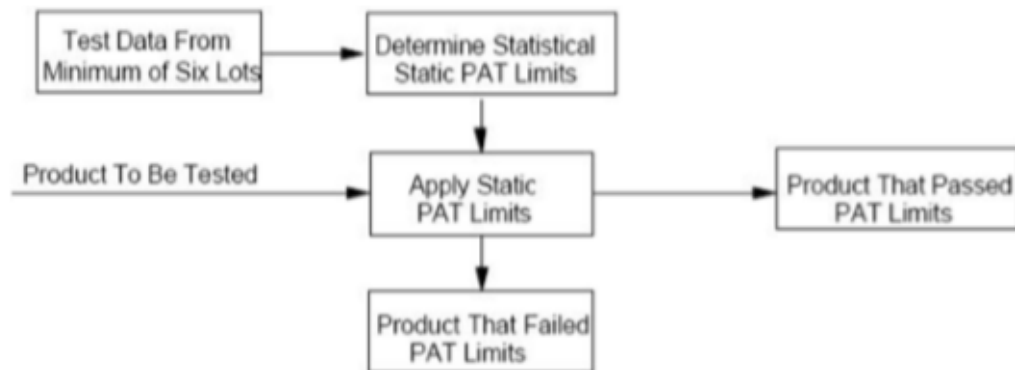 Test Data From
Minimum of Six Lots
Determine Statistical
Static PAT Limits
Product To Be Tested
Apply Static
PAT Limits
Product That Passed
PAT Limits
Product That Failed
PAT Limits